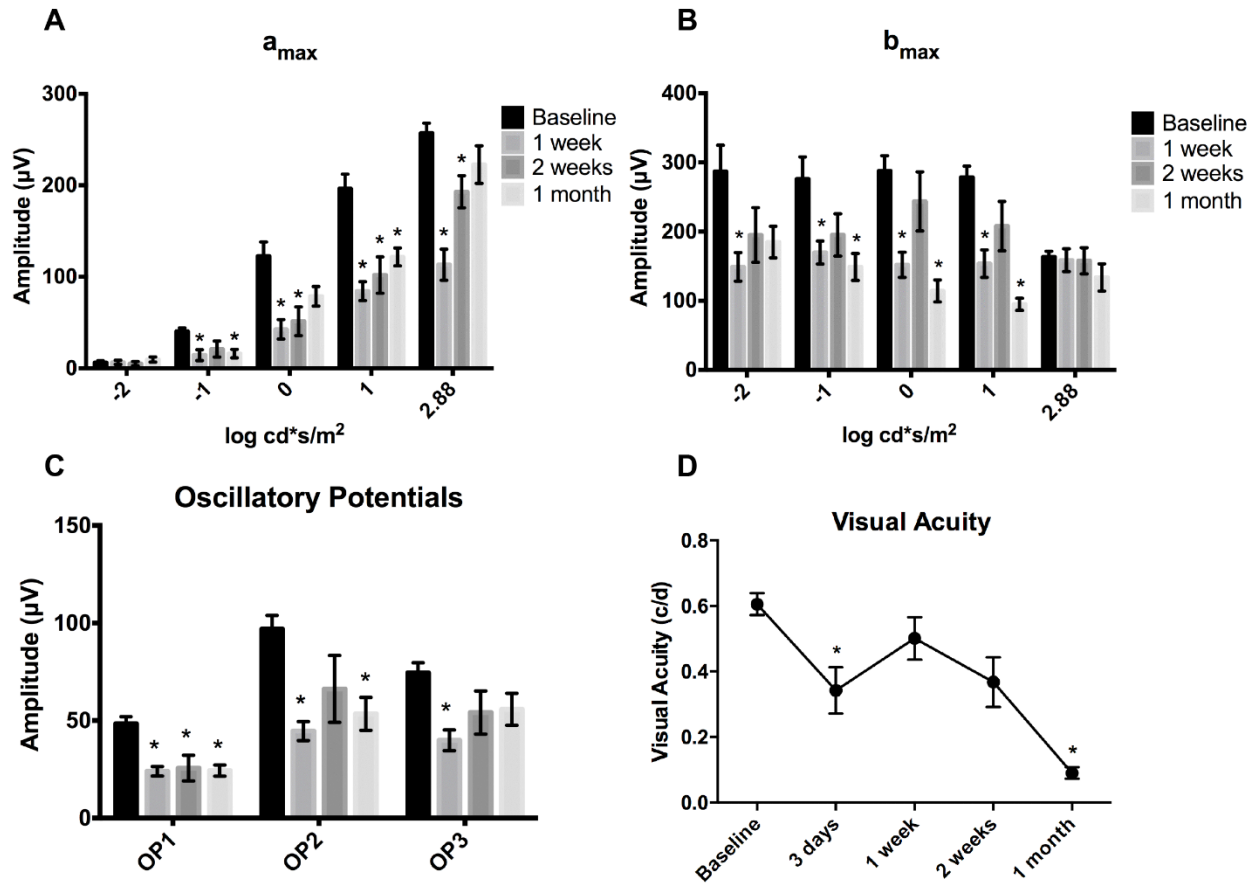 A
a_max
Amplitude (µV)
300
200
100
0
* * * * * * * * *
-2 -1 0 1 2.88
log cd*s/m²
Baseline
1 week
2 weeks
1 month
B
b_max
Amplitude (µV)
400
300
200
100
0
* * * * * * *
-2 -1 0 1 2.88
log cd*s/m²
Baseline
1 week
2 weeks
1 month
C
Oscillatory Potentials
Amplitude (µV)
150
100
50
0
* * * * * *
OP1 OP2 OP3
D
Visual Acuity
Visual Acuity (c/d)
0.8
0.6
0.4
0.2
0.0
* *
Baseline 3 days 1 week 2 weeks 1 month